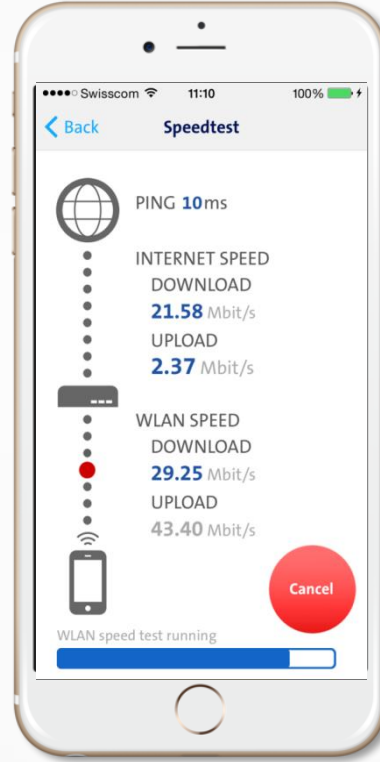 Swisscom 11:10 100%
Back Speedtest
PING 10ms
INTERNET SPEED
DOWNLOAD
21.58 Mbit/s
UPLOAD
2.37 Mbit/s
WLAN SPEED
DOWNLOAD
29.25 Mbit/s
UPLOAD
43.40 Mbit/s
Cancel
WLAN speed test running